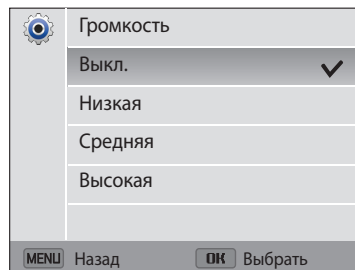 Громкость
Выкл.
Низкая
Средняя
Высокая
MENU Назад OK Выбрать